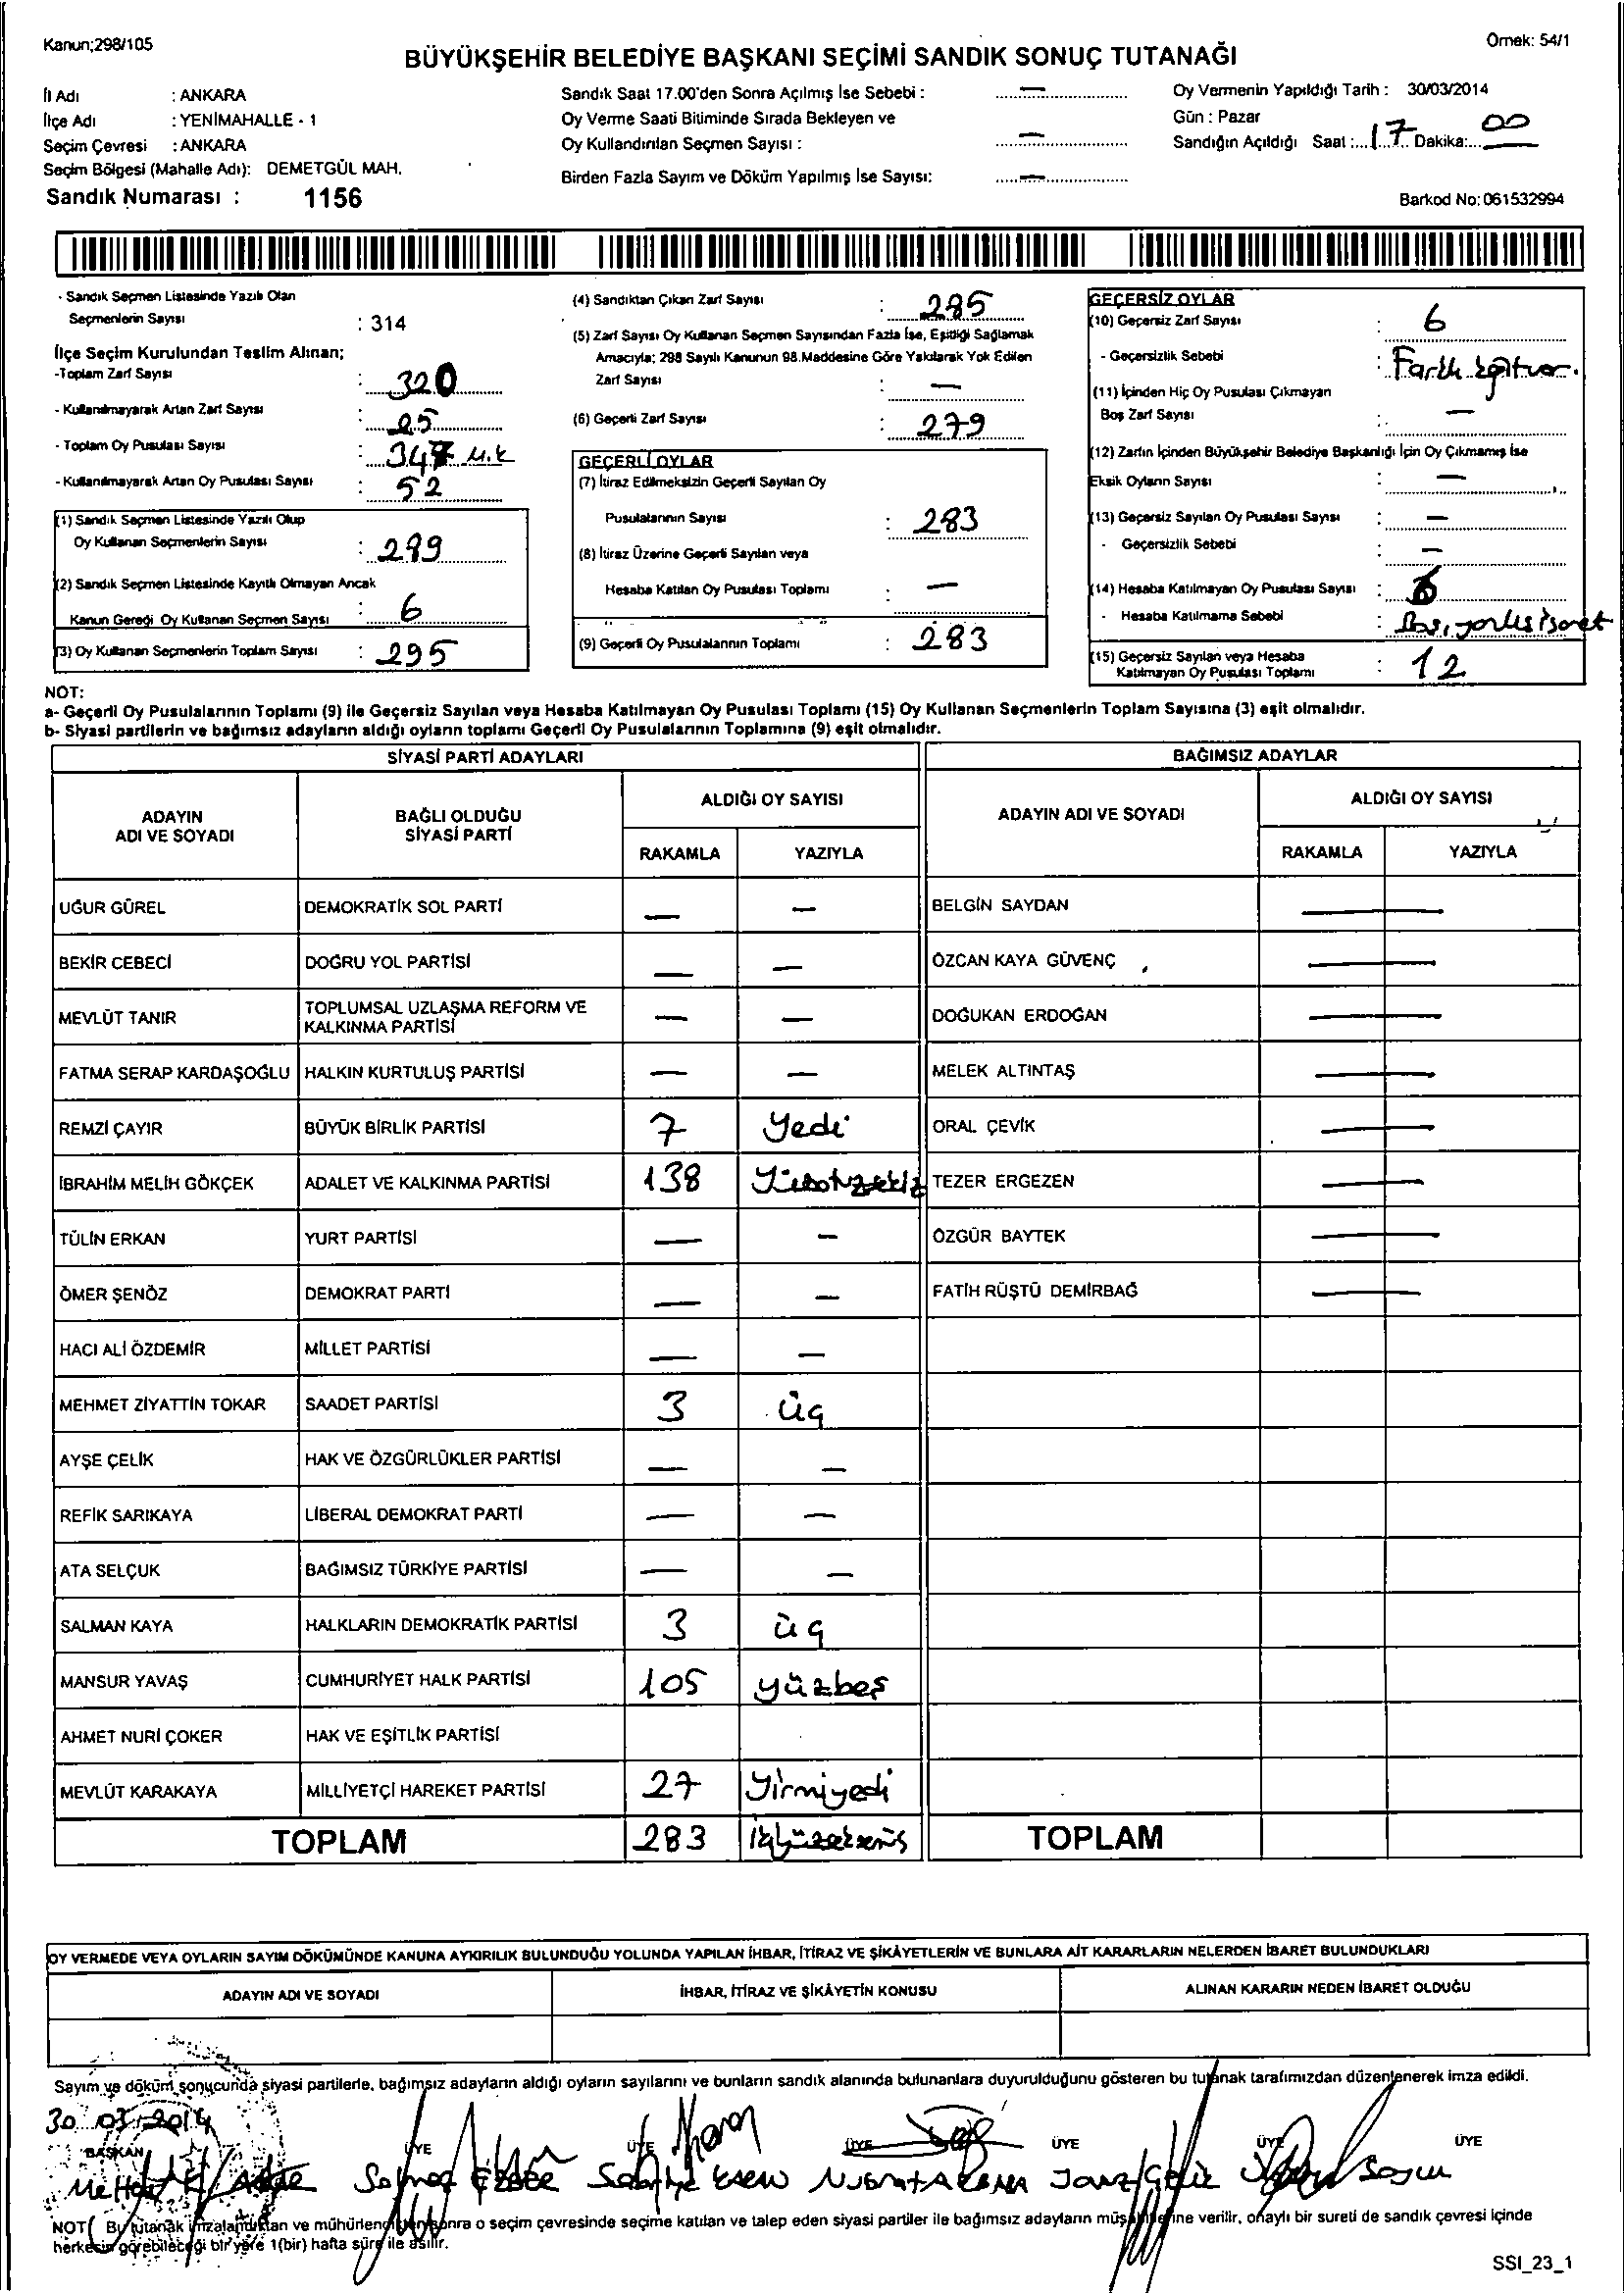 Kanun;298/105
Örnek: 54/1
BÜYÜKŞEHİR BELEDİYE BAŞKANI SEÇİMİ SANDIK SONUÇ TUTANAĞI
İl Adı : ANKARA
İlçe Adı : YENİMAHALLE - 1
Seçim Çevresi : ANKARA
Seçim Bölgesi (Mahalle Adı): DEMETGÜL MAH.
Sandık Numarası : 1156
Sandık Saat 17.00'den Sonra Açılmış İse Sebebi : —
Oy Verme Saati Bitiminde Sırada Bekleyen ve
Oy Kullandırılan Seçmen Sayısı : —
Birden Fazla Sayım ve Döküm Yapılmış İse Sayısı: —
Oy Vermenin Yapıldığı Tarih : 30/03/2014
Gün : Pazar
Sandığın Açıldığı Saat : 17 Dakika: 00
Barkod No: 061532994
- Sandık Seçmen Listesinde Yazılı Olan
Seçmenlerin Sayısı : 314
İlçe Seçim Kurulundan Teslim Alınan;
-Toplam Zarf Sayısı : 320
- Kullanılmayarak Artan Zarf Sayısı : 25
- Toplam Oy Pusulası Sayısı : 347 M.K
- Kullanılmayarak Artan Oy Pusulası Sayısı : 52
(1) Sandık Seçmen Listesinde Yazılı Olup
Oy Kullanan Seçmenlerin Sayısı : 289
(2) Sandık Seçmen Listesinde Kayıtlı Olmayan Ancak
Kanun Gereği Oy Kullanan Seçmen Sayısı : 6
(3) Oy Kullanan Seçmenlerin Toplam Sayısı : 295
(4) Sandıktan Çıkan Zarf Sayısı : 285
(5) Zarf Sayısı Oy Kullanan Seçmen Sayısından Fazla İse, Eşitliği Sağlamak
Amacıyla; 298 Sayılı Kanunun 98.Maddesine Göre Yakılarak Yok Edilen
Zarf Sayısı : —
(6) Geçerli Zarf Sayısı : 279
GEÇERLİ OYLAR
(7) İtiraz Edilmeksizin Geçerli Sayılan Oy
Pusulalarının Sayısı : 283
(8) İtiraz Üzerine Geçerli Sayılan veya
Hesaba Katılan Oy Pusulası Toplamı : —
(9) Geçerli Oy Pusulalarının Toplamı : 283
GEÇERSİZ OYLAR
(10) Geçersiz Zarf Sayısı : 6
- Geçersizlik Sebebi : Farklı
(11) İçinden Hiç Oy Pusulası Çıkmayan
Boş Zarf Sayısı : —
(12) Zarfın İçinden Büyükşehir Belediye Başkanlığı İçin Oy Çıkmamış İse
Eksik Oyların Sayısı : —
(13) Geçersiz Sayılan Oy Pusulası Sayısı : —
- Geçersizlik Sebebi : —
(14) Hesaba Katılmayan Oy Pusulası Sayısı : 6
- Hesaba Katılmama Sebebi : Boş, yanlış işaret
(15) Geçersiz Sayılan veya Hesaba
Katılmayan Oy Pusulası Toplamı : 12
NOT:
a- Geçerli Oy Pusulalarının Toplamı (9) ile Geçersiz Sayılan veya Hesaba Katılmayan Oy Pusulası Toplamı (15) Oy Kullanan Seçmenlerin Toplam Sayısına (3) eşit olmalıdır.
b- Siyasi partilerin ve bağımsız adayların aldığı oyların toplamı Geçerli Oy Pusulalarının Toplamına (9) eşit olmalıdır.
SİYASİ PARTİ ADAYLARI
ADAYIN ADI VE SOYADI
BAĞLI OLDUĞU SİYASİ PARTİ
ALDIĞI OY SAYISI
RAKAMLA YAZIYLA
UĞUR GÜREL DEMOKRATİK SOL PARTİ — —
BEKİR CEBECİ DOĞRU YOL PARTİSİ — —
MEVLÜT TANIR TOPLUMSAL UZLAŞMA REFORM VE KALKINMA PARTİSİ — —
FATMA SERAP KARDAŞOĞLU HALKIN KURTULUŞ PARTİSİ — —
REMZİ ÇAYIR BÜYÜK BİRLİK PARTİSİ 7 Yedi
İBRAHİM MELİH GÖKÇEK ADALET VE KALKINMA PARTİSİ 138
TÜLİN ERKAN YURT PARTİSİ — —
ÖMER ŞENÖZ DEMOKRAT PARTİ — —
HACI ALİ ÖZDEMİR MİLLET PARTİSİ — —
MEHMET ZİYATTİN TOKAR SAADET PARTİSİ 3 üç
AYŞE ÇELİK HAK VE ÖZGÜRLÜKLER PARTİSİ — —
REFİK SARIKAYA LİBERAL DEMOKRAT PARTİ — —
ATA SELÇUK BAĞIMSIZ TÜRKİYE PARTİSİ — —
SALMAN KAYA HALKLARIN DEMOKRATİK PARTİSİ 3 üç
MANSUR YAVAŞ CUMHURİYET HALK PARTİSİ 105 yüzbeş
AHMET NURİ ÇOKER HAK VE EŞİTLİK PARTİSİ
MEVLÜT KARAKAYA MİLLİYETÇİ HAREKET PARTİSİ 27 Yirmiyedi
TOPLAM 283
BAĞIMSIZ ADAYLAR
ADAYIN ADI VE SOYADI
ALDIĞI OY SAYISI
RAKAMLA YAZIYLA
BELGİN SAYDAN —
ÖZCAN KAYA GÜVENÇ —
DOĞUKAN ERDOĞAN —
MELEK ALTINTAŞ —
ORAL ÇEVİK —
TEZER ERGEZEN —
ÖZGÜR BAYTEK —
FATİH RÜŞTÜ DEMİRBAĞ —
TOPLAM
OY VERMEDE VEYA OYLARIN SAYIM DÖKÜMÜNDE KANUNA AYKIRILIK BULUNDUĞU YOLUNDA YAPILAN İHBAR, İTİRAZ VE ŞİKÂYETLERİN VE BUNLARA AİT KARARLARIN NELERDEN İBARET BULUNDUKLARI
ADAYIN ADI VE SOYADI
İHBAR, İTİRAZ VE ŞİKÂYETİN KONUSU
ALINAN KARARIN NEDEN İBARET OLDUĞU
Sayım ve döküm sonucunda siyasi partilerle, bağımsız adayların aldığı oyların sayılarını ve bunların sandık alanında bulunanlara duyurulduğunu gösteren bu tutanak tarafımızdan düzenlenerek imza edildi.
30 03 2014
BAŞKAN ÜYE ÜYE ÜYE ÜYE ÜYE ÜYE
NOT( Bu tutanak imzalandıktan ve mühürlendikten sonra o seçim çevresinde seçime katılan ve talep eden siyasi partiler ile bağımsız adayların müşahitlerine verilir, onaylı bir sureti de sandık çevresi içinde
herkesin görebileceği bir yere 1(bir) hafta süre ile asılır.
SSI_23_1